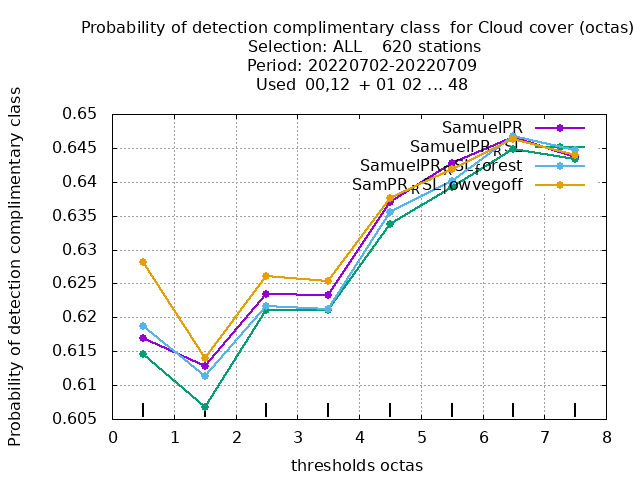 Probability of detection complimentary class  for Cloud cover (octas)
Selection: ALL    620 stations
Period: 20220702-20220709
Used  00,12  + 01 02 ... 48
Probability of detection complimentary class
0.65
0.645
0.64
0.635
0.63
0.625
0.62
0.615
0.61
0.605
SamuelPR
SamuelPR_RSL
SamuelPR_RSL_forest
SamPR_RSL_lowvegoff
0 1 2 3 4 5 6 7 8
thresholds octas